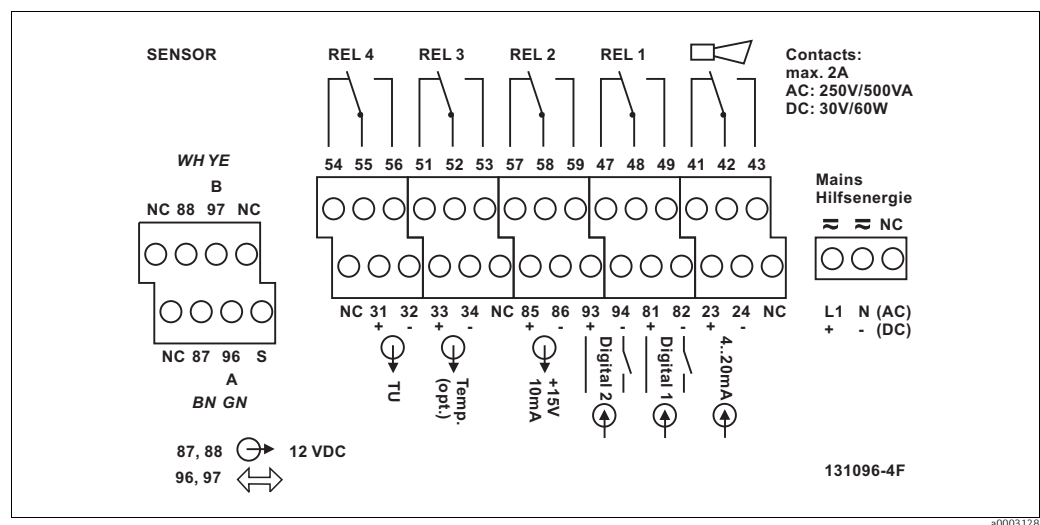 SENSOR
REL 4 REL 3 REL 2 REL 1
Contacts:
max. 2A
AC: 250V/500VA
DC: 30V/60W
54 55 56 51 52 53 57 58 59 47 48 49 41 42 43
WH YE
B
NC 88 97 NC
Mains
Hilfsenergie
NC
NC 31 32 33 34 NC 85 86 93 94 81 82 23 24 NC
+ - + - + - + - + - + -
L1 N (AC)
+ - (DC)
NC 87 96 S
A
BN GN
TU
Temp.
(opt.)
+15V
10mA
Digital 2
Digital 1
4..20mA
87, 88 12 VDC
96, 97
131096-4F
a0003128